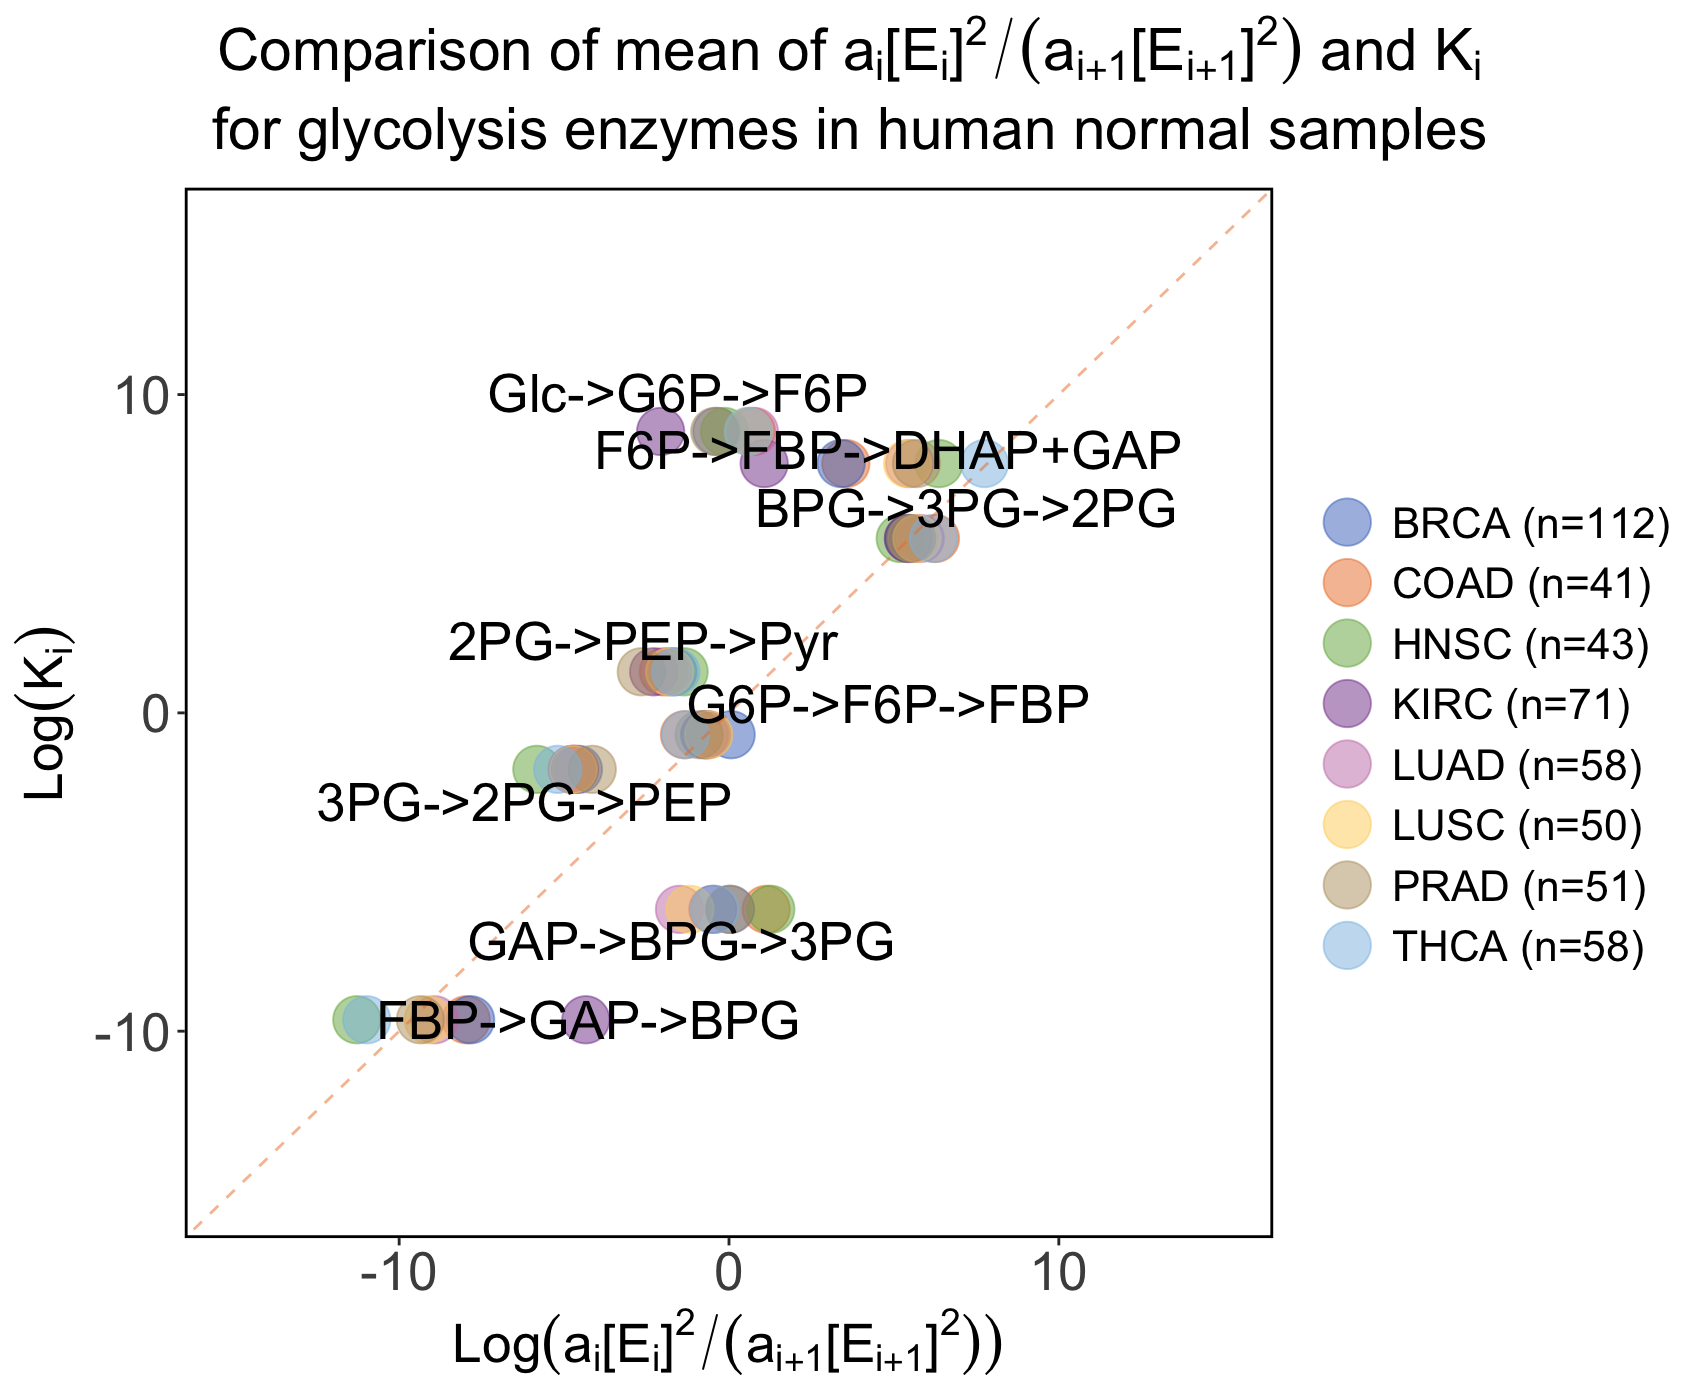 Comparison of mean of aᵢ[Eᵢ]²/(aᵢ₊₁[Eᵢ₊₁]²) and Kᵢ
for glycolysis enzymes in human normal samples
Log(Kᵢ)
10
0
-10
Glc->G6P->F6P
F6P->FBP->DHAP+GAP
BPG->3PG->2PG
2PG->PEP->Pyr
G6P->F6P->FBP
3PG->2PG->PEP
GAP->BPG->3PG
FBP->GAP->BPG
-10
0
10
Log(aᵢ[Eᵢ]²/(aᵢ₊₁[Eᵢ₊₁]²))
BRCA (n=112)
COAD (n=41)
HNSC (n=43)
KIRC (n=71)
LUAD (n=58)
LUSC (n=50)
PRAD (n=51)
THCA (n=58)